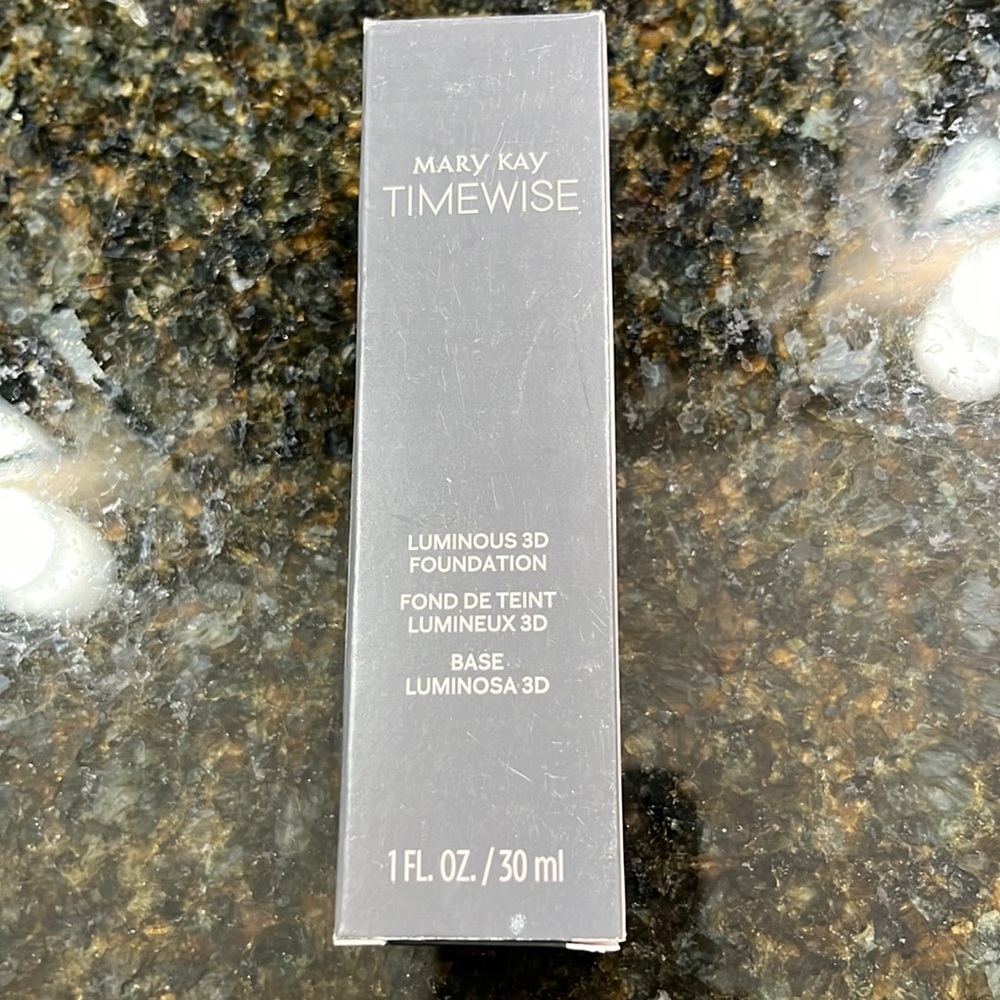 MARY KAY
TIMEWISE
LUMINOUS 3D
FOUNDATION
FOND DE TEINT
LUMINEUX 3D
BASE
LUMINOSA 3D
1 FL. OZ. / 30 ml